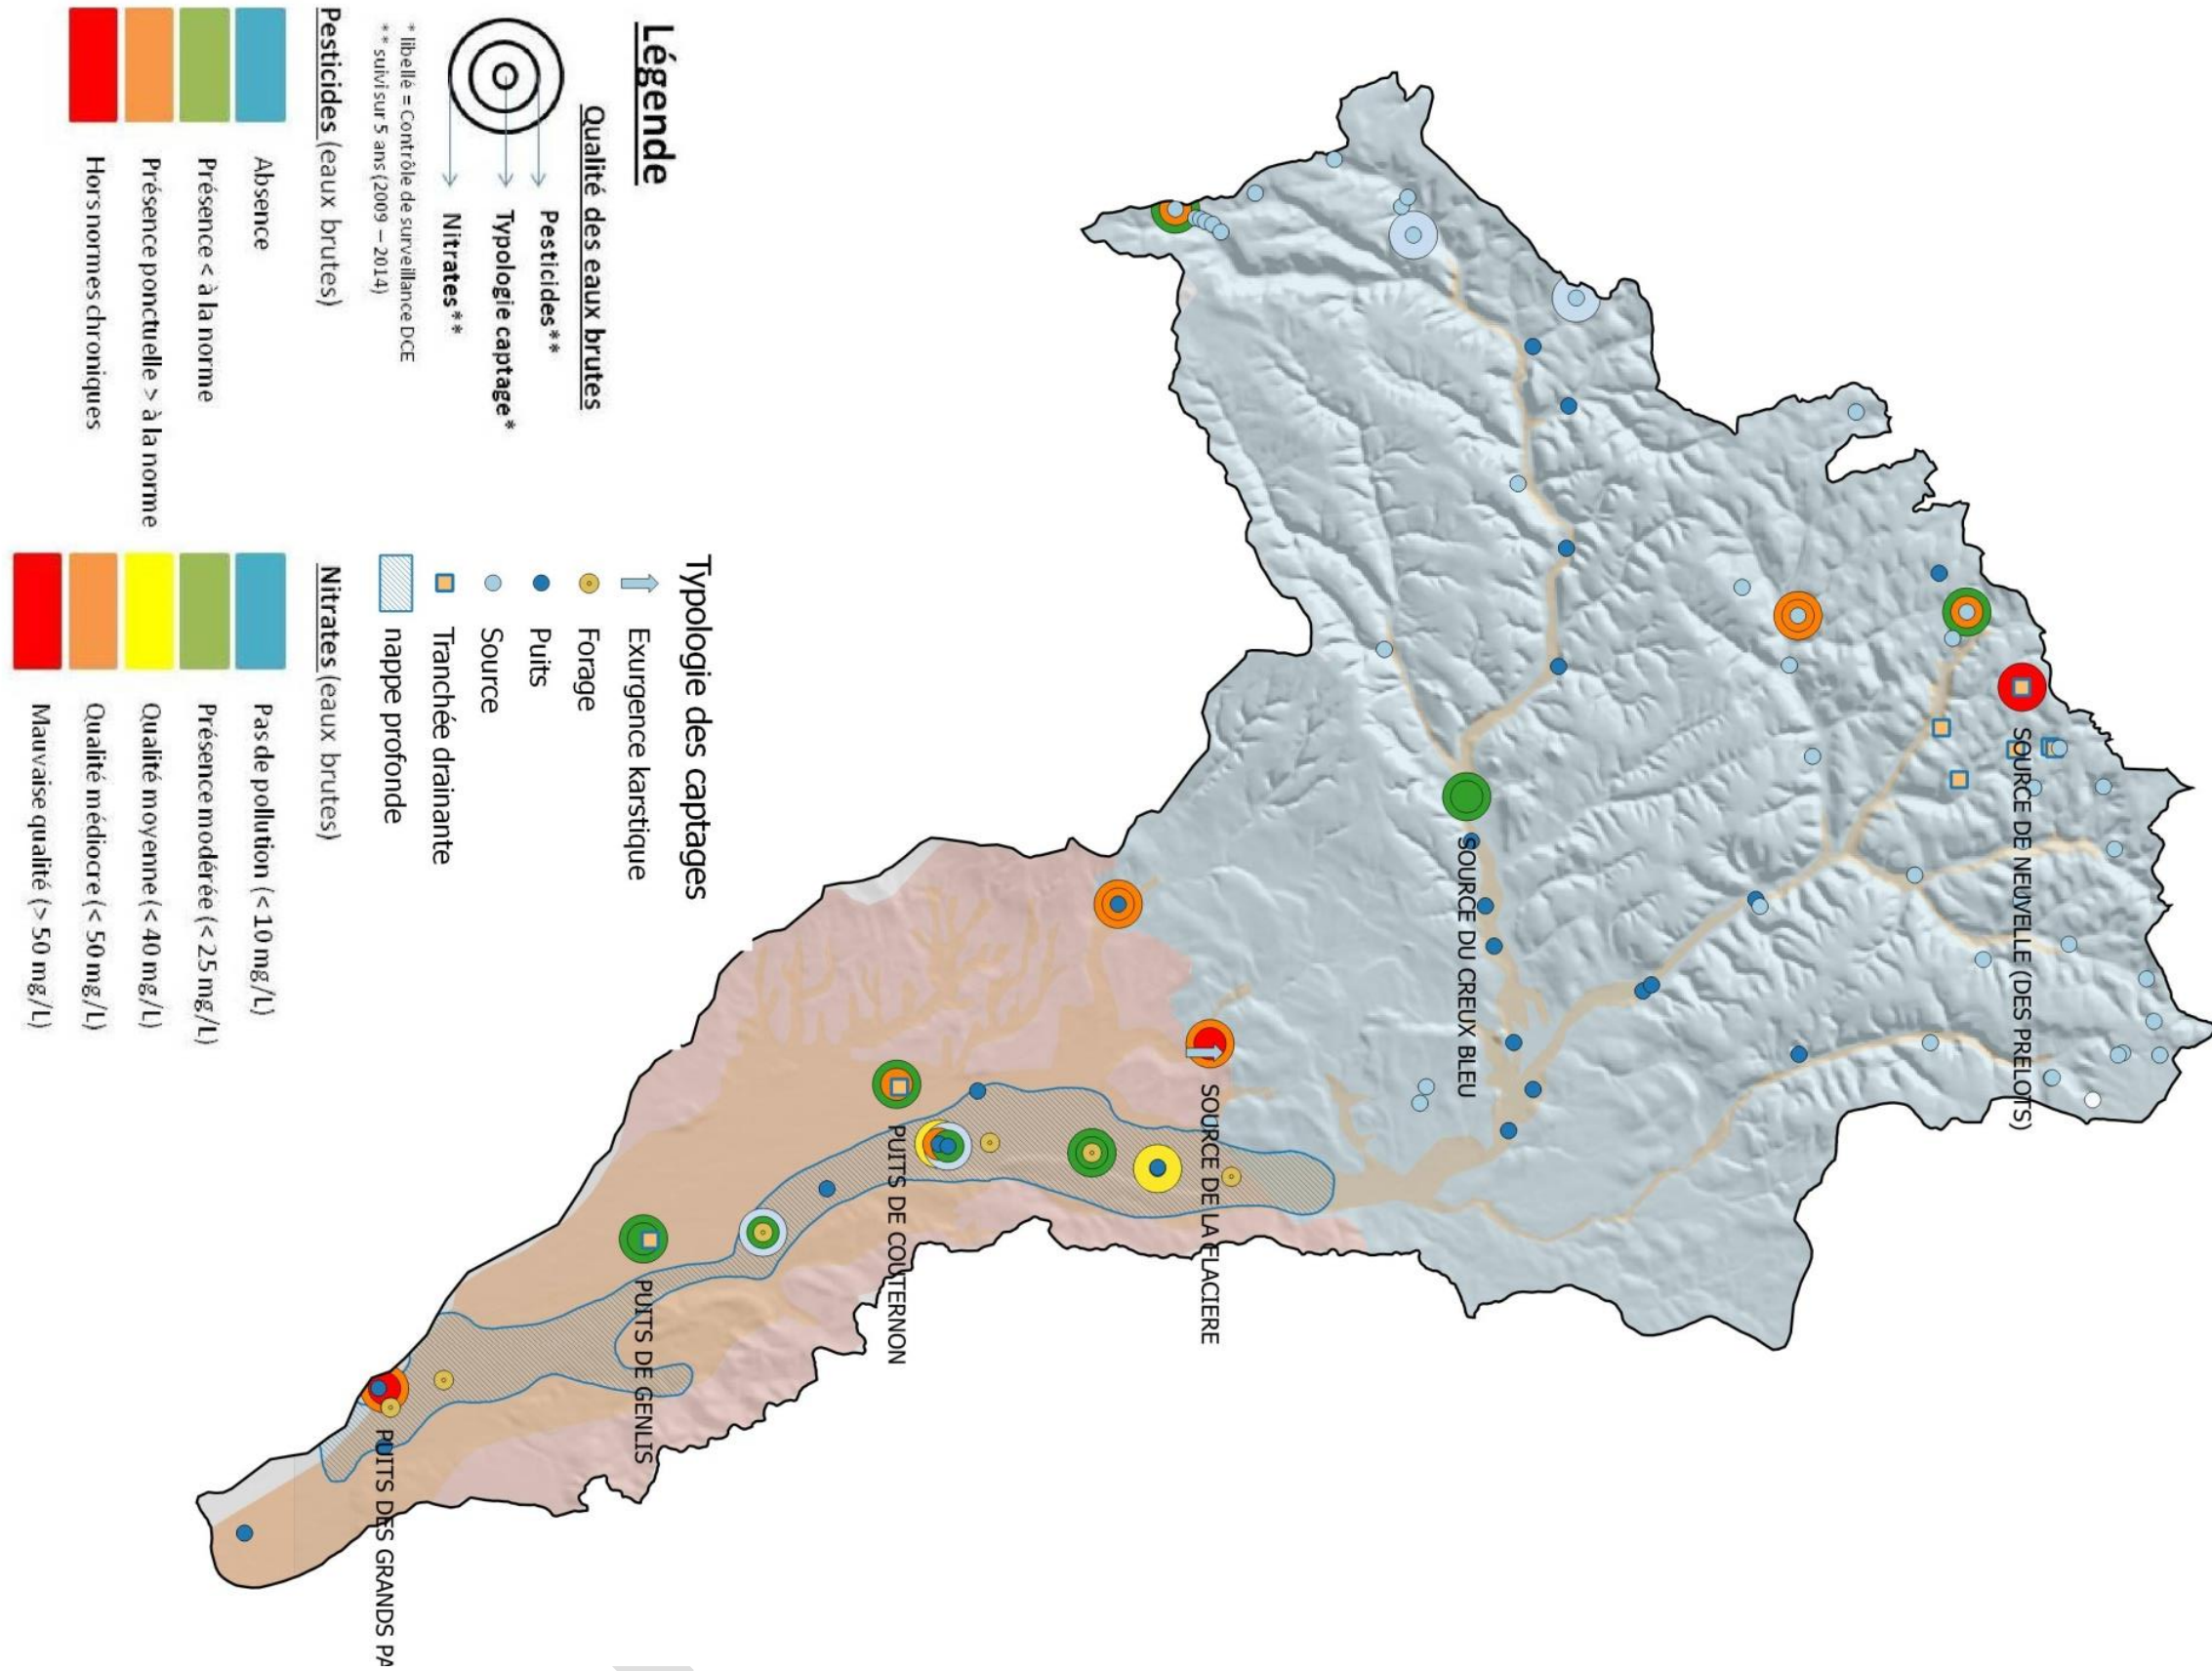 Légende
Qualité des eaux brutes
Pesticides**
Typologie captage*
Nitrates**
* libellé = Contrôle de surveillance DCE
** suivi sur 5 ans (2009 – 2014)
Pesticides (eaux brutes)
Absence
Présence < à la norme
Présence ponctuelle > à la norme
Hors normes chroniques
Typologie des captages
Exurgence karstique
Forage
Puits
Source
Tranchée drainante
nappe profonde
Nitrates (eaux brutes)
Pas de pollution (< 10 mg/L)
Présence modérée (< 25 mg/L)
Qualité moyenne (< 40 mg/L)
Qualité médiocre (< 50 mg/L)
Mauvaise qualité (> 50 mg/L)
SOURCE DE NEUVELLE (DES PRELOTS)
SOURCE DU CREUX BLEU
SOURCE DE LA FLACIERE
PUITS DE COUTERNON
PUITS DE GENLIS
PUITS DES GRANDS PA